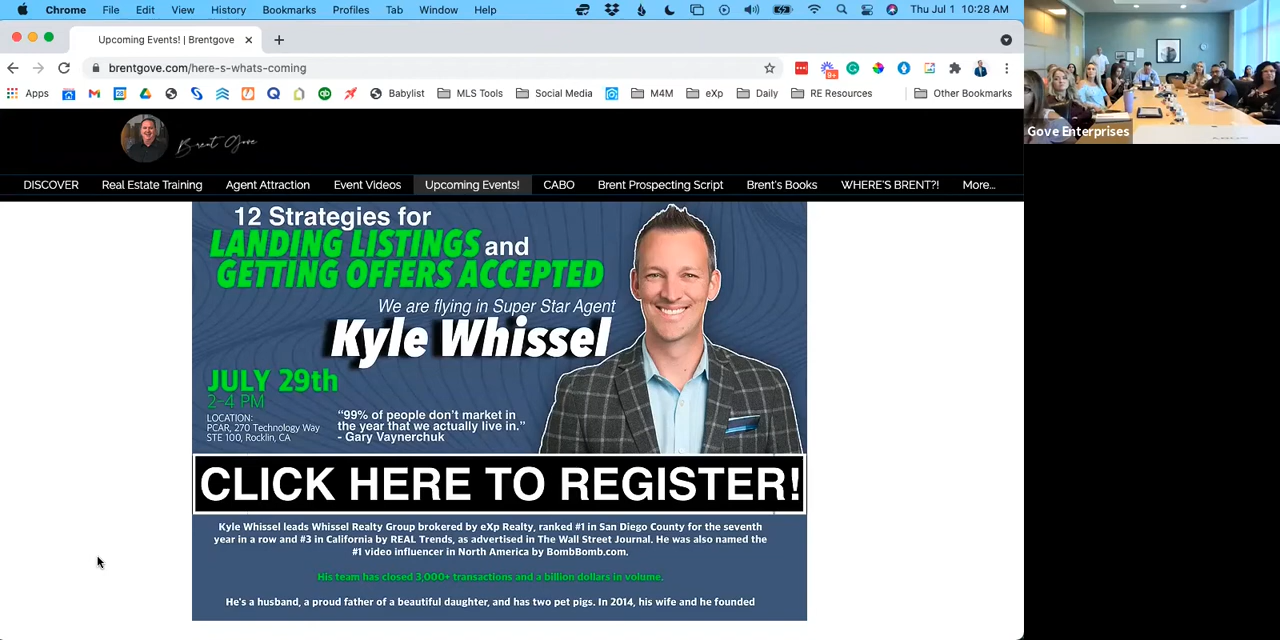 Chrome File Edit View History Bookmarks Profiles Tab Window Help Thu Jul 1 10:28 AM
Upcoming Events! | Brentgove
brentgove.com/here-s-whats-coming
9+
Apps Babylist MLS Tools Social Media M4M eXp Daily RE Resources Other Bookmarks
Brent Gove
DISCOVER Real Estate Training Agent Attraction Event Videos Upcoming Events! CABO Brent Prospecting Script Brent's Books WHERE'S BRENT?! More...
12 Strategies for
LANDING LISTINGS and
GETTING OFFERS ACCEPTED
We are flying in Super Star Agent
Kyle Whissel
JULY 29th
2-4 PM
LOCATION:
PCAR, 270 Technology Way
STE 100, Rocklin, CA
“99% of people don’t market in
the year that we actually live in.”
- Gary Vaynerchuk
CLICK HERE TO REGISTER!
Kyle Whissel leads Whissel Realty Group brokered by eXp Realty, ranked #1 in San Diego County for the seventh
year in a row and #3 in California by REAL Trends, as advertised in The Wall Street Journal. He was also named the
#1 video influencer in North America by BombBomb.com.
His team has closed 3,000+ transactions and a billion dollars in volume.
He's a husband, a proud father of a beautiful daughter, and has two pet pigs. In 2014, his wife and he founded
Gove Enterprises